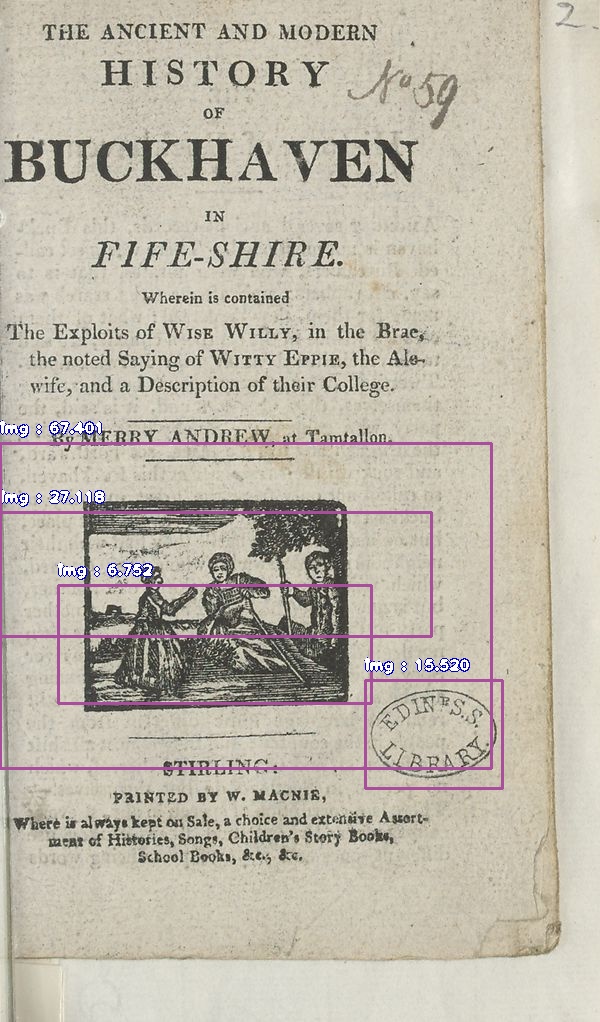 2.
THE ANCIENT AND MODERN
HISTORY
No 59
OF
BUCKHAVEN
IN
FIFE-SHIRE.
Wherein is contained
The Exploits of WISE WILLY, in the Brae,
the noted Saying of WITTY EPPIE, the Ale-
wife, and a Description of their College.
By MERRY ANDREW, at Tamtallon.
img : 67.401
img : 27.118
img : 6.752
img : 15.520
EDINR S.S.
LIBRARY.
STIRLING:
PRINTED BY W. MACNIE,
Where is always kept on Sale, a choice and extensive Assort-
ment of Histories, Songs, Children's Story Books,
School Books, &c., &c.